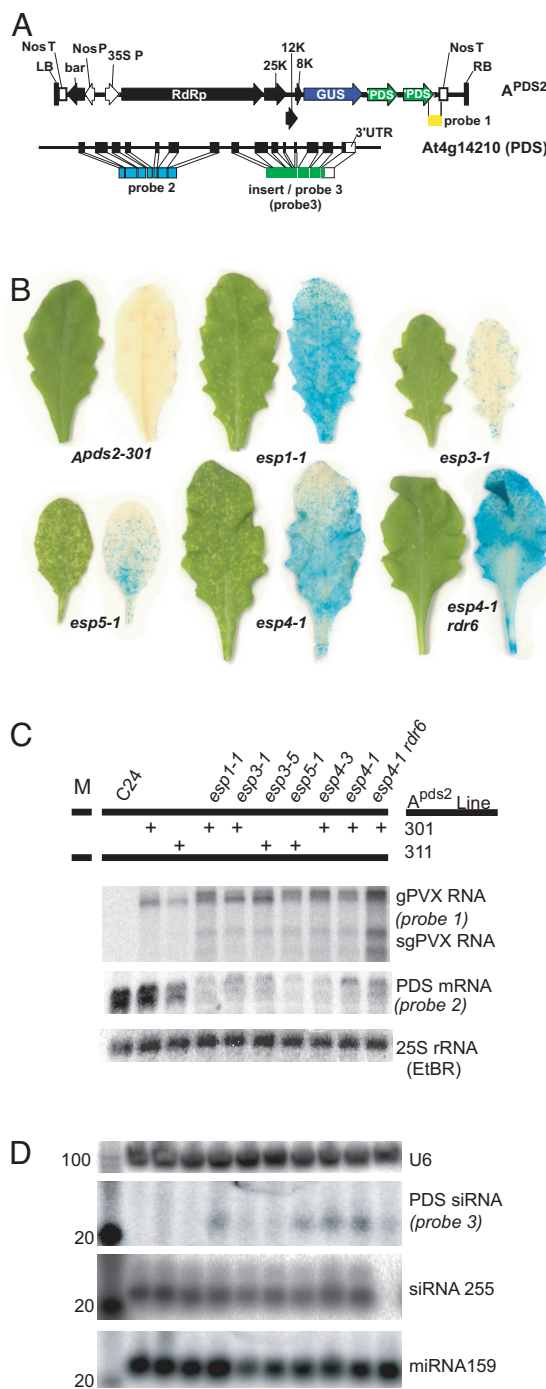 A
12K
Nos T
Nos P
35S P
Nos T
LB
bar
25K
8K
RB
RdRp
GUS
PDS
PDS
A^PDS2
probe 1
3'UTR
At4g14210 (PDS)
probe 2
insert / probe 3
(probe3)
B
A^pds2-301
esp1-1
esp3-1
esp5-1
esp4-1
esp4-1
rdr6
C
M
C24
esp1-1
esp3-1
esp3-5
esp5-1
esp4-3
esp4-1
esp4-1 rdr6
A^pds2 Line
+ + + + + + 301
+ + + 311
gPVX RNA
(probe 1)
sgPVX RNA
PDS mRNA
(probe 2)
25S rRNA
(EtBR)
D
100
U6
PDS siRNA
(probe 3)
20
siRNA 255
20
miRNA159
20